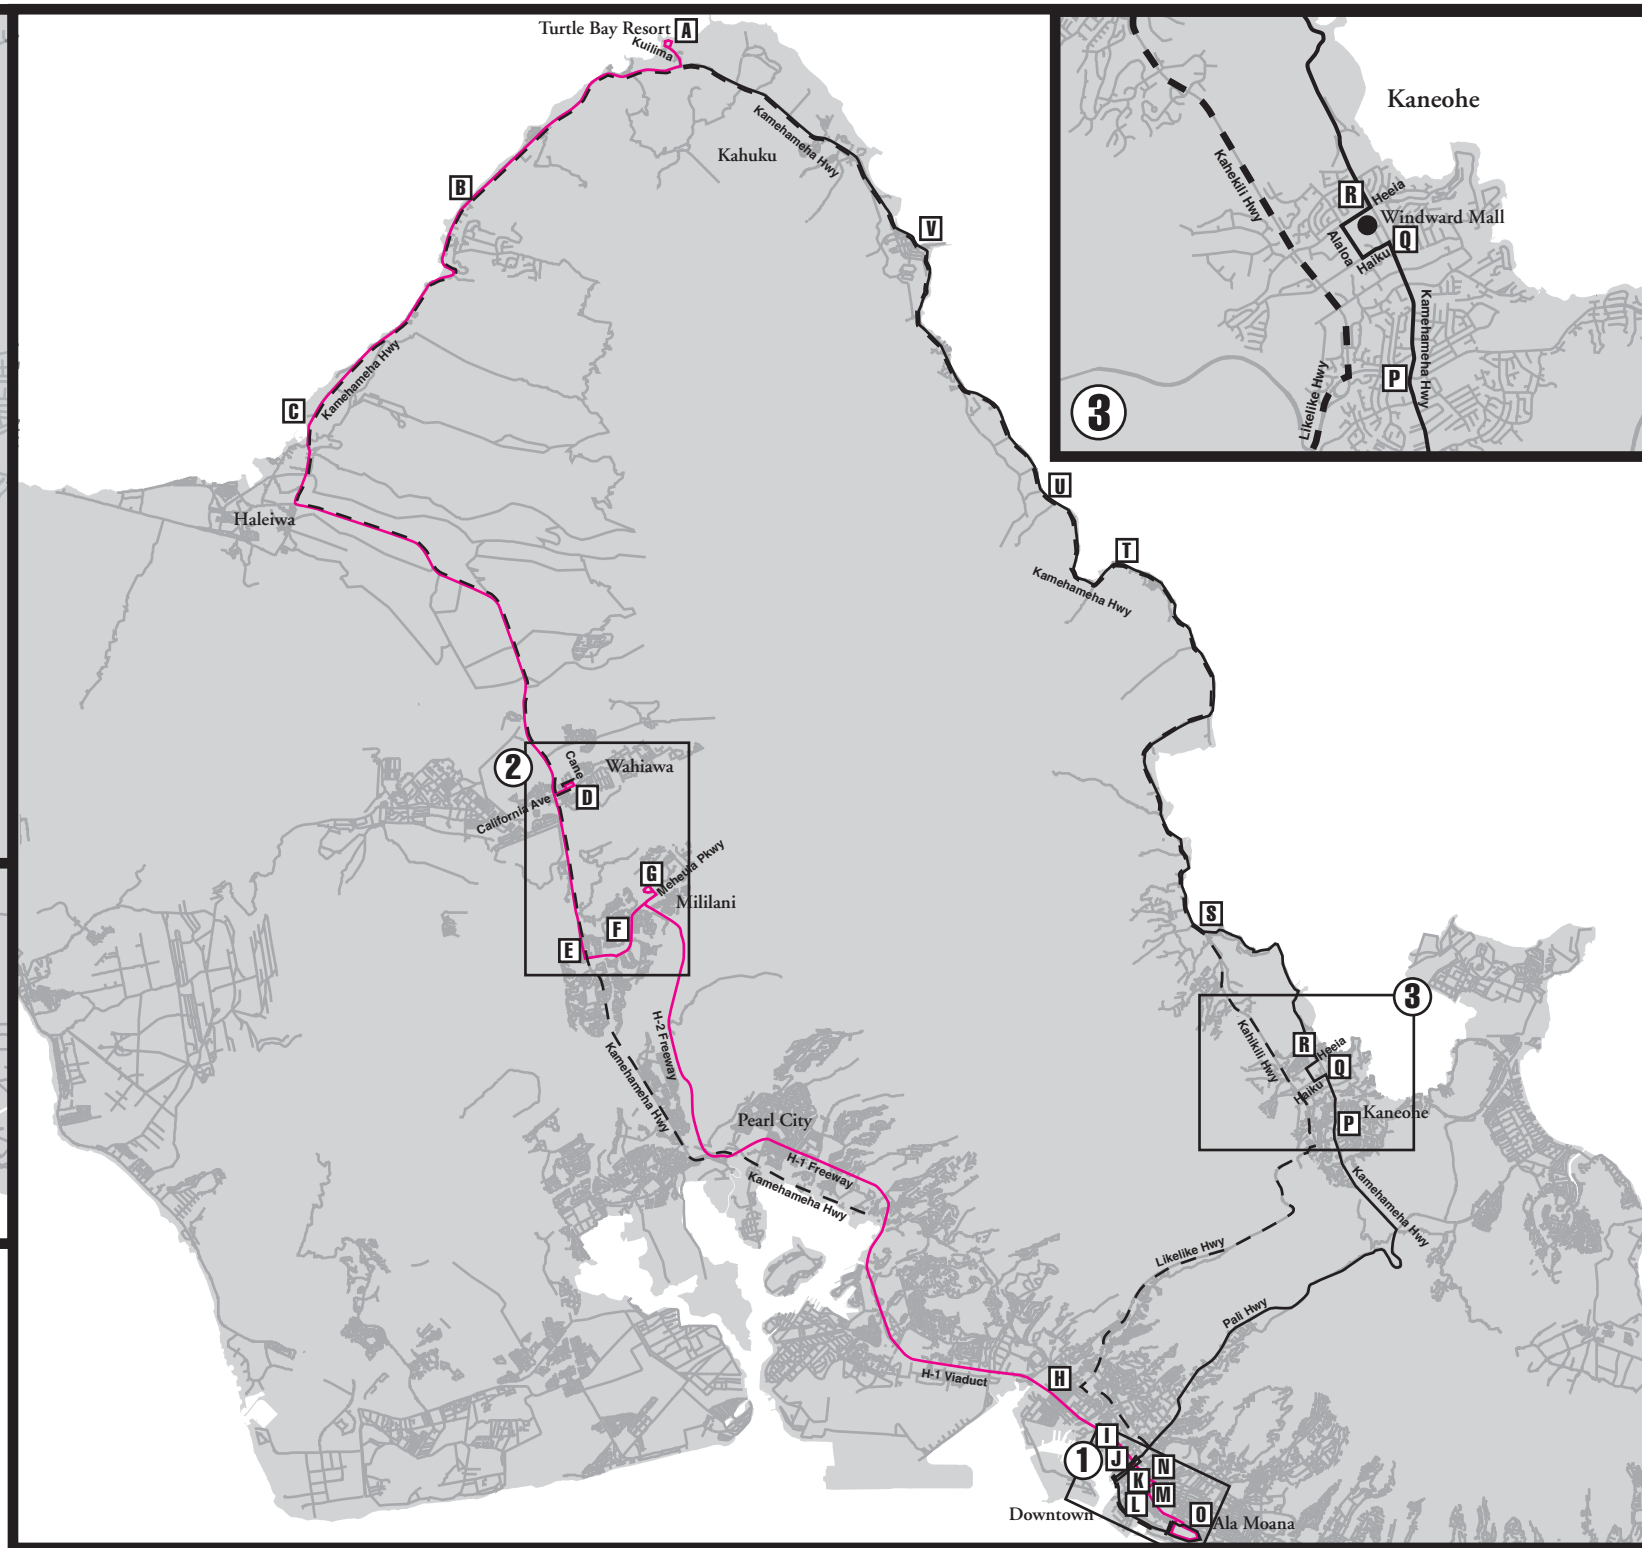 Turtle Bay Resort
A
Kuilima
Kamehameha Hwy
Kahuku
B
V
C
Kamehameha Hwy
Haleiwa
U
T
Kamehameha Hwy
2
Cane
Wahiawa
D
California Ave
G
Meheula Pkwy
Mililani
F
E
S
3
H-2 Freeway
Kamehameha Hwy
Kahikili Hwy
R
Heeia
Q
Haiku
P
Kaneohe
Pearl City
H-1 Freeway
Kamehameha Hwy
Kamehameha Hwy
Likelike Hwy
Pali Hwy
H-1 Viaduct
H
I
1
J
N
K
M
L
O
Downtown
Ala Moana
Kaneohe
Kahekili Hwy
R
Heeia
Windward Mall
Q
Alaloa
Haiku
Kamehameha Hwy
P
Likelike Hwy
3